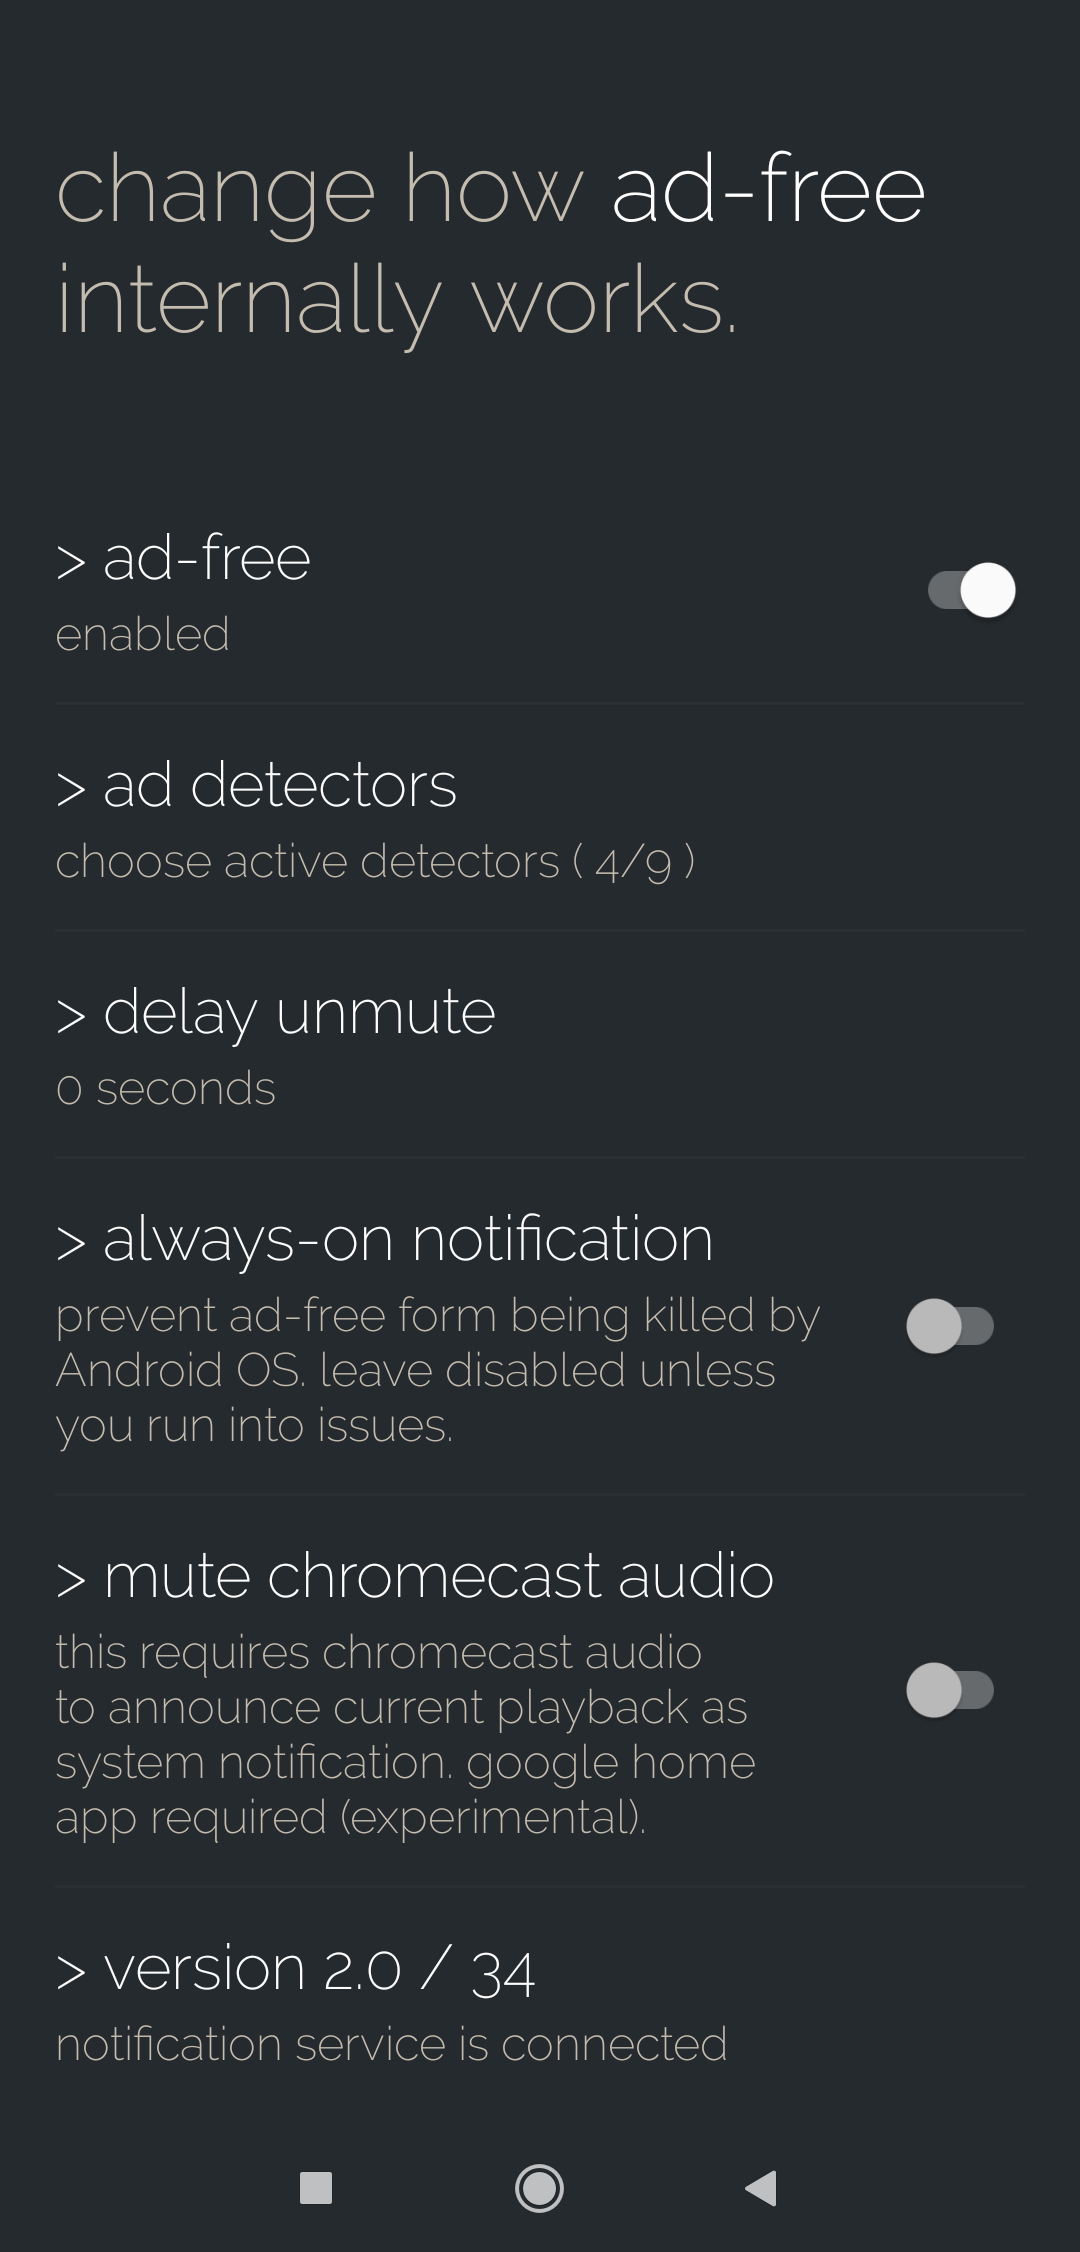 change how ad-free
internally works.
> ad-free
enabled
> ad detectors
choose active detectors ( 4/9 )
> delay unmute
0 seconds
> always-on notification
prevent ad-free form being killed by
Android OS. leave disabled unless
you run into issues.
> mute chromecast audio
this requires chromecast audio
to announce current playback as
system notification. google home
app required (experimental).
> version 2.0 / 34
notification service is connected